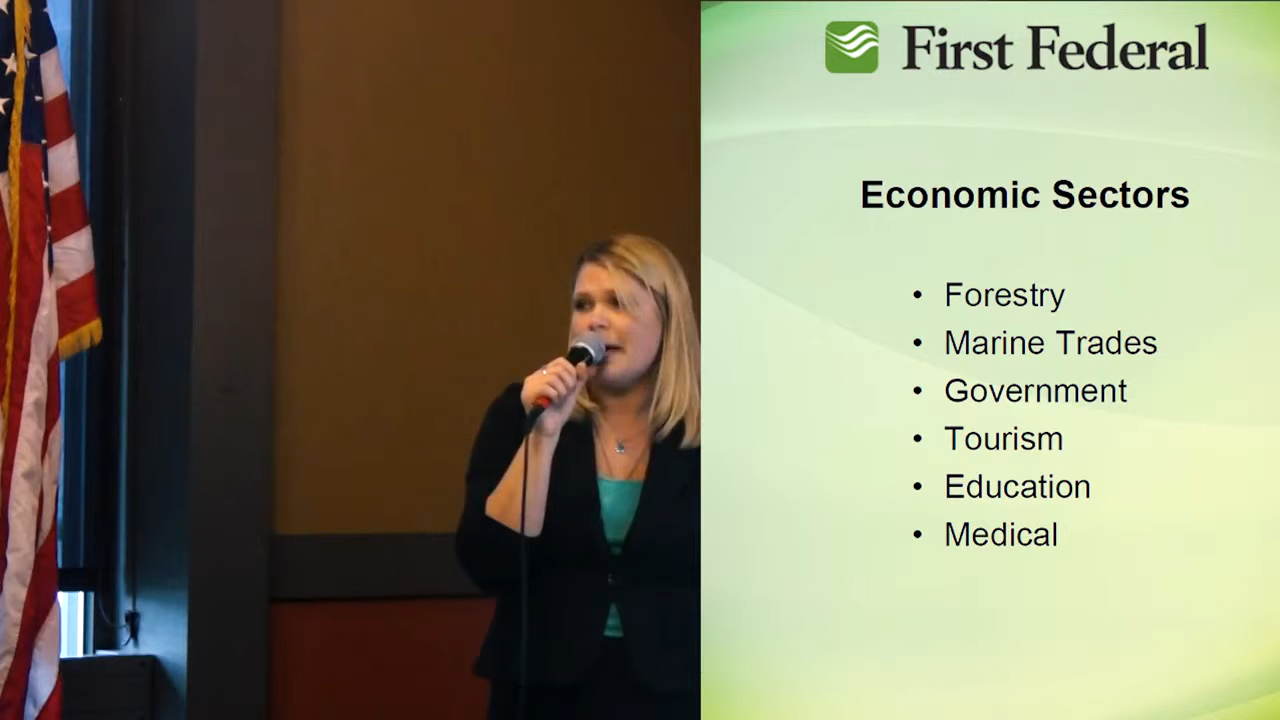 First Federal
Economic Sectors
• Forestry
• Marine Trades
• Government
• Tourism
• Education
• Medical